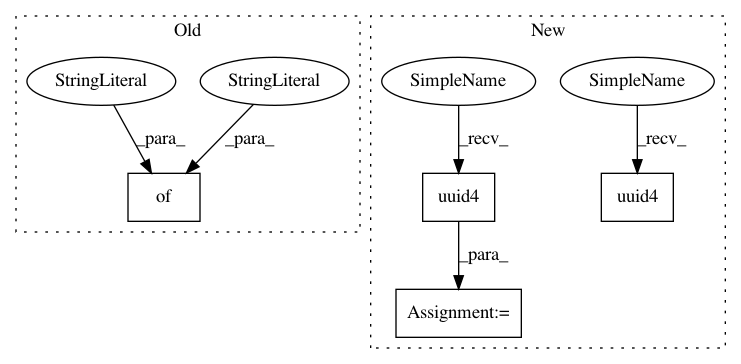 Old
New
StringLiteral
StringLiteral
SimpleName
SimpleName
_para_
_para_
_recv_
_recv_
of
uuid4
uuid4
_para_
Assignment:=